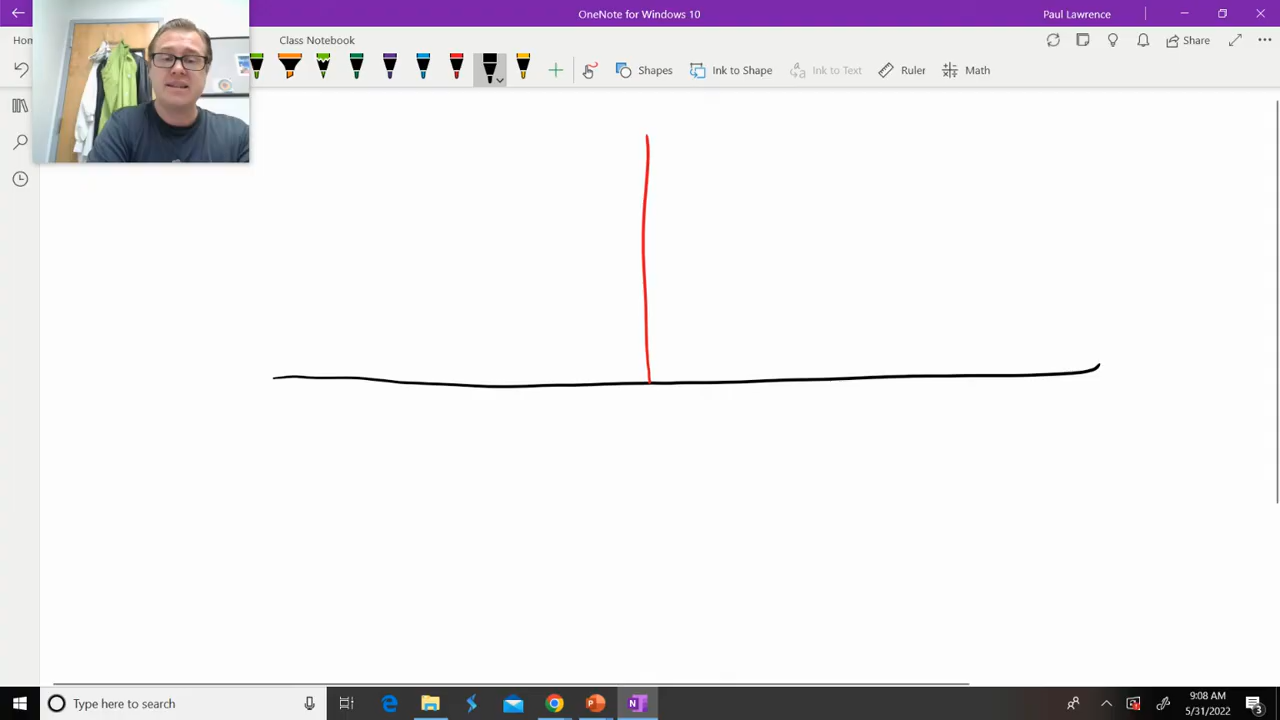 OneNote for Windows 10
Paul Lawrence
Class Notebook
Share
Shapes
Ink to Shape
Ink to Text
Ruler
Math
Type here to search
9:08 AM
5/31/2022
3